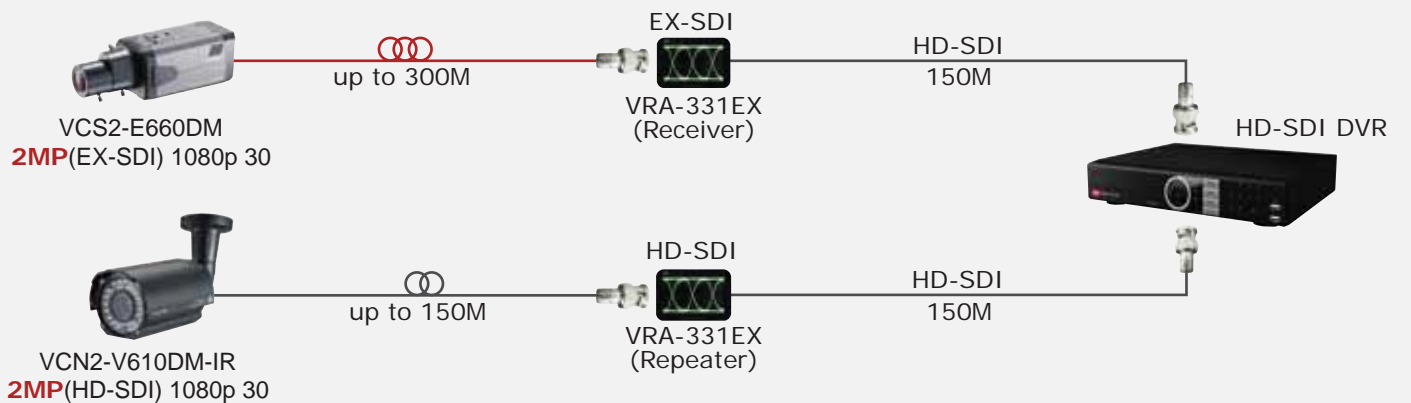 EX-SDI
HD-SDI
up to 300M
150M
VRA-331EX
(Receiver)
VCS2-E660DM
2MP(EX-SDI) 1080p 30
HD-SDI DVR
HD-SDI
HD-SDI
up to 150M
150M
VRA-331EX
(Repeater)
VCN2-V610DM-IR
2MP(HD-SDI) 1080p 30